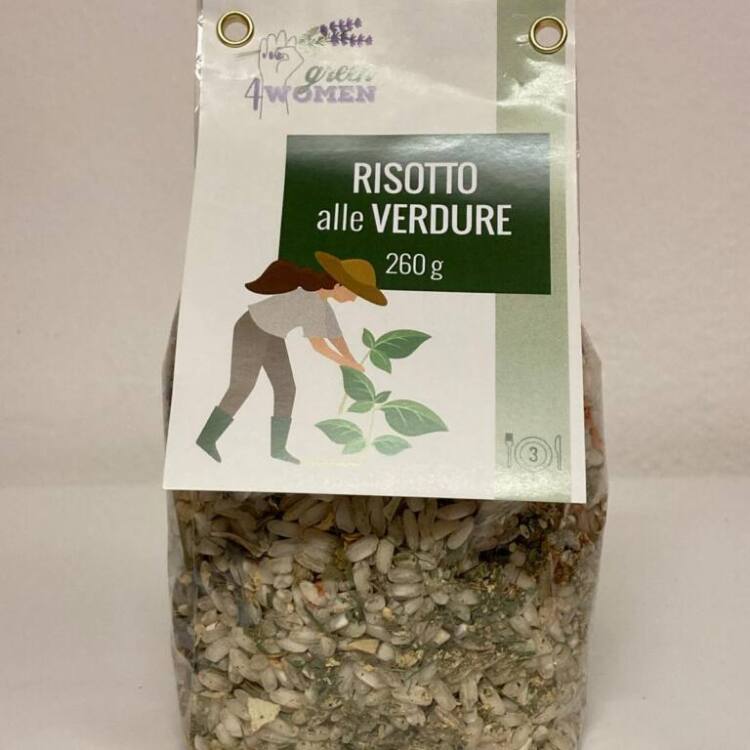 green
4WOMEN
RISOTTO
alle VERDURE
260 g
3